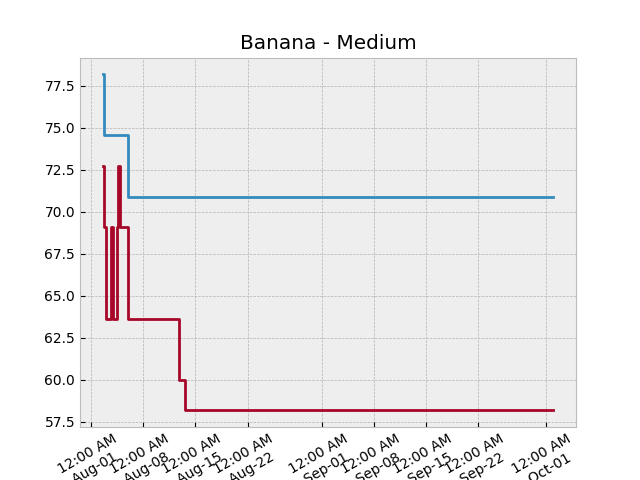 Banana - Medium
77.5
75.0
72.5
70.0
67.5
65.0
62.5
60.0
57.5
12:00 AM
Aug-01
12:00 AM
Aug-08
12:00 AM
Aug-15
12:00 AM
Aug-22
12:00 AM
Sep-01
12:00 AM
Sep-08
12:00 AM
Sep-15
12:00 AM
Sep-22
12:00 AM
Oct-01